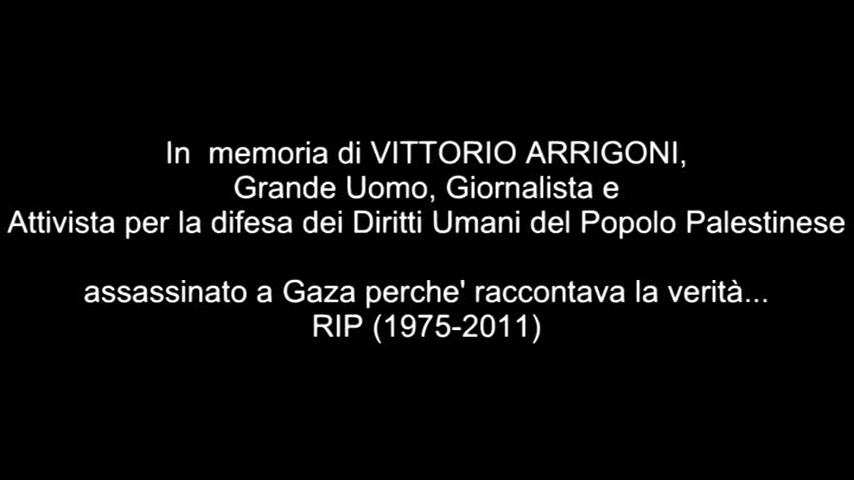 In  memoria di VITTORIO ARRIGONI,
Grande Uomo, Giornalista e
Attivista per la difesa dei Diritti Umani del Popolo Palestinese
assassinato a Gaza perche' raccontava la verità...
RIP (1975-2011)